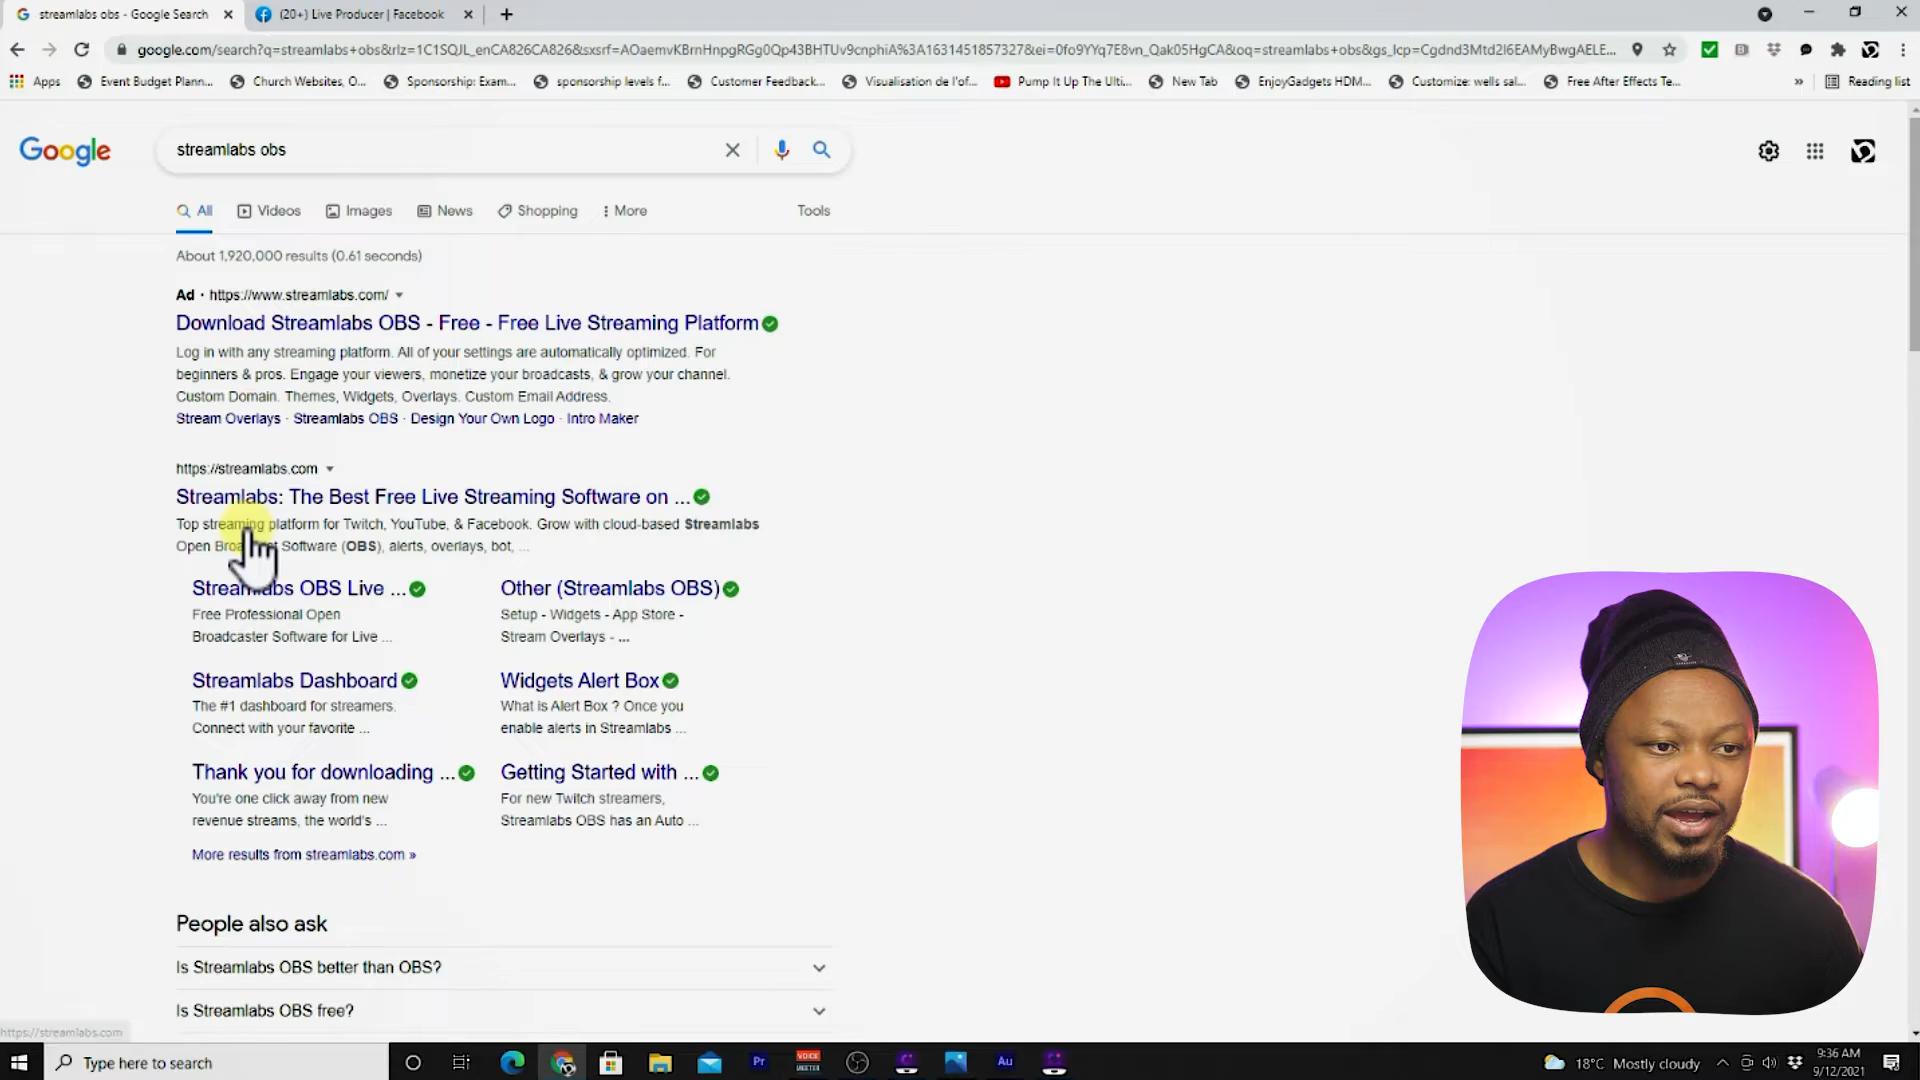 streamlabs obs - Google Search
(20+) Live Producer | Facebook
google.com/search?q=streamlabs+obs&rlz=1C1SQJL_enCA826CA826&sxsrf=AOaemvKBrnHnpgRGg0Qp43BHTUv9cnphiA%3A1631451857327&ei=0fo9YYq7E8vn_Qak05HgCA&oq=streamlabs+obs&gs_lcp=Cgdnd3Mtd2l6EAMyBwgAELE...
Apps
Event Budget Plann...
Church Websites, O...
Sponsorship: Exam...
sponsorship levels f...
Customer Feedback...
Visualisation de l'of...
Pump It Up The Ulti...
New Tab
EnjoyGadgets HDM...
Customize: wells sal...
Free After Effects Te...
»
Reading list
Google
streamlabs obs
All
Videos
Images
News
Shopping
More
Tools
About 1,920,000 results (0.61 seconds)
Ad · https://www.streamlabs.com/
Download Streamlabs OBS - Free - Free Live Streaming Platform
Log in with any streaming platform. All of your settings are automatically optimized. For
beginners & pros. Engage your viewers, monetize your broadcasts, & grow your channel.
Custom Domain. Themes, Widgets, Overlays. Custom Email Address.
Stream Overlays · Streamlabs OBS · Design Your Own Logo · Intro Maker
https://streamlabs.com
Streamlabs: The Best Free Live Streaming Software on ...
Top streaming platform for Twitch, YouTube, & Facebook. Grow with cloud-based Streamlabs
Open Software (OBS), alerts, overlays, bot, ...
Streamlabs OBS Live ...
Free Professional Open
Broadcaster Software for Live ...
Other (Streamlabs OBS)
Setup - Widgets - App Store -
Stream Overlays - ...
Streamlabs Dashboard
The #1 dashboard for streamers.
Connect with your favorite ...
Widgets Alert Box
What is Alert Box ? Once you
enable alerts in Streamlabs ...
Thank you for downloading ...
You're one click away from new
revenue streams, the world's ...
Getting Started with ...
For new Twitch streamers,
Streamlabs OBS has an Auto ...
More results from streamlabs.com »
People also ask
Is Streamlabs OBS better than OBS?
Is Streamlabs OBS free?
https://streamlabs.com
Type here to search
Pr
VOICE
MEETER
Au
18°C Mostly cloudy
9:36 AM
9/12/2021